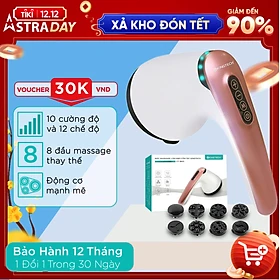 TIKI 12.12
ASTRA DAY
XẢ KHO ĐÓN TẾT
GIẢM ĐẾN
90%
VOUCHER 30K VND
10 cường độ
và 12 chế độ
8 đầu massage
thay thế
Động cơ
mạnh mẽ
Bảo Hành 12 Tháng
1 Đổi 1 Trong 30 Ngày